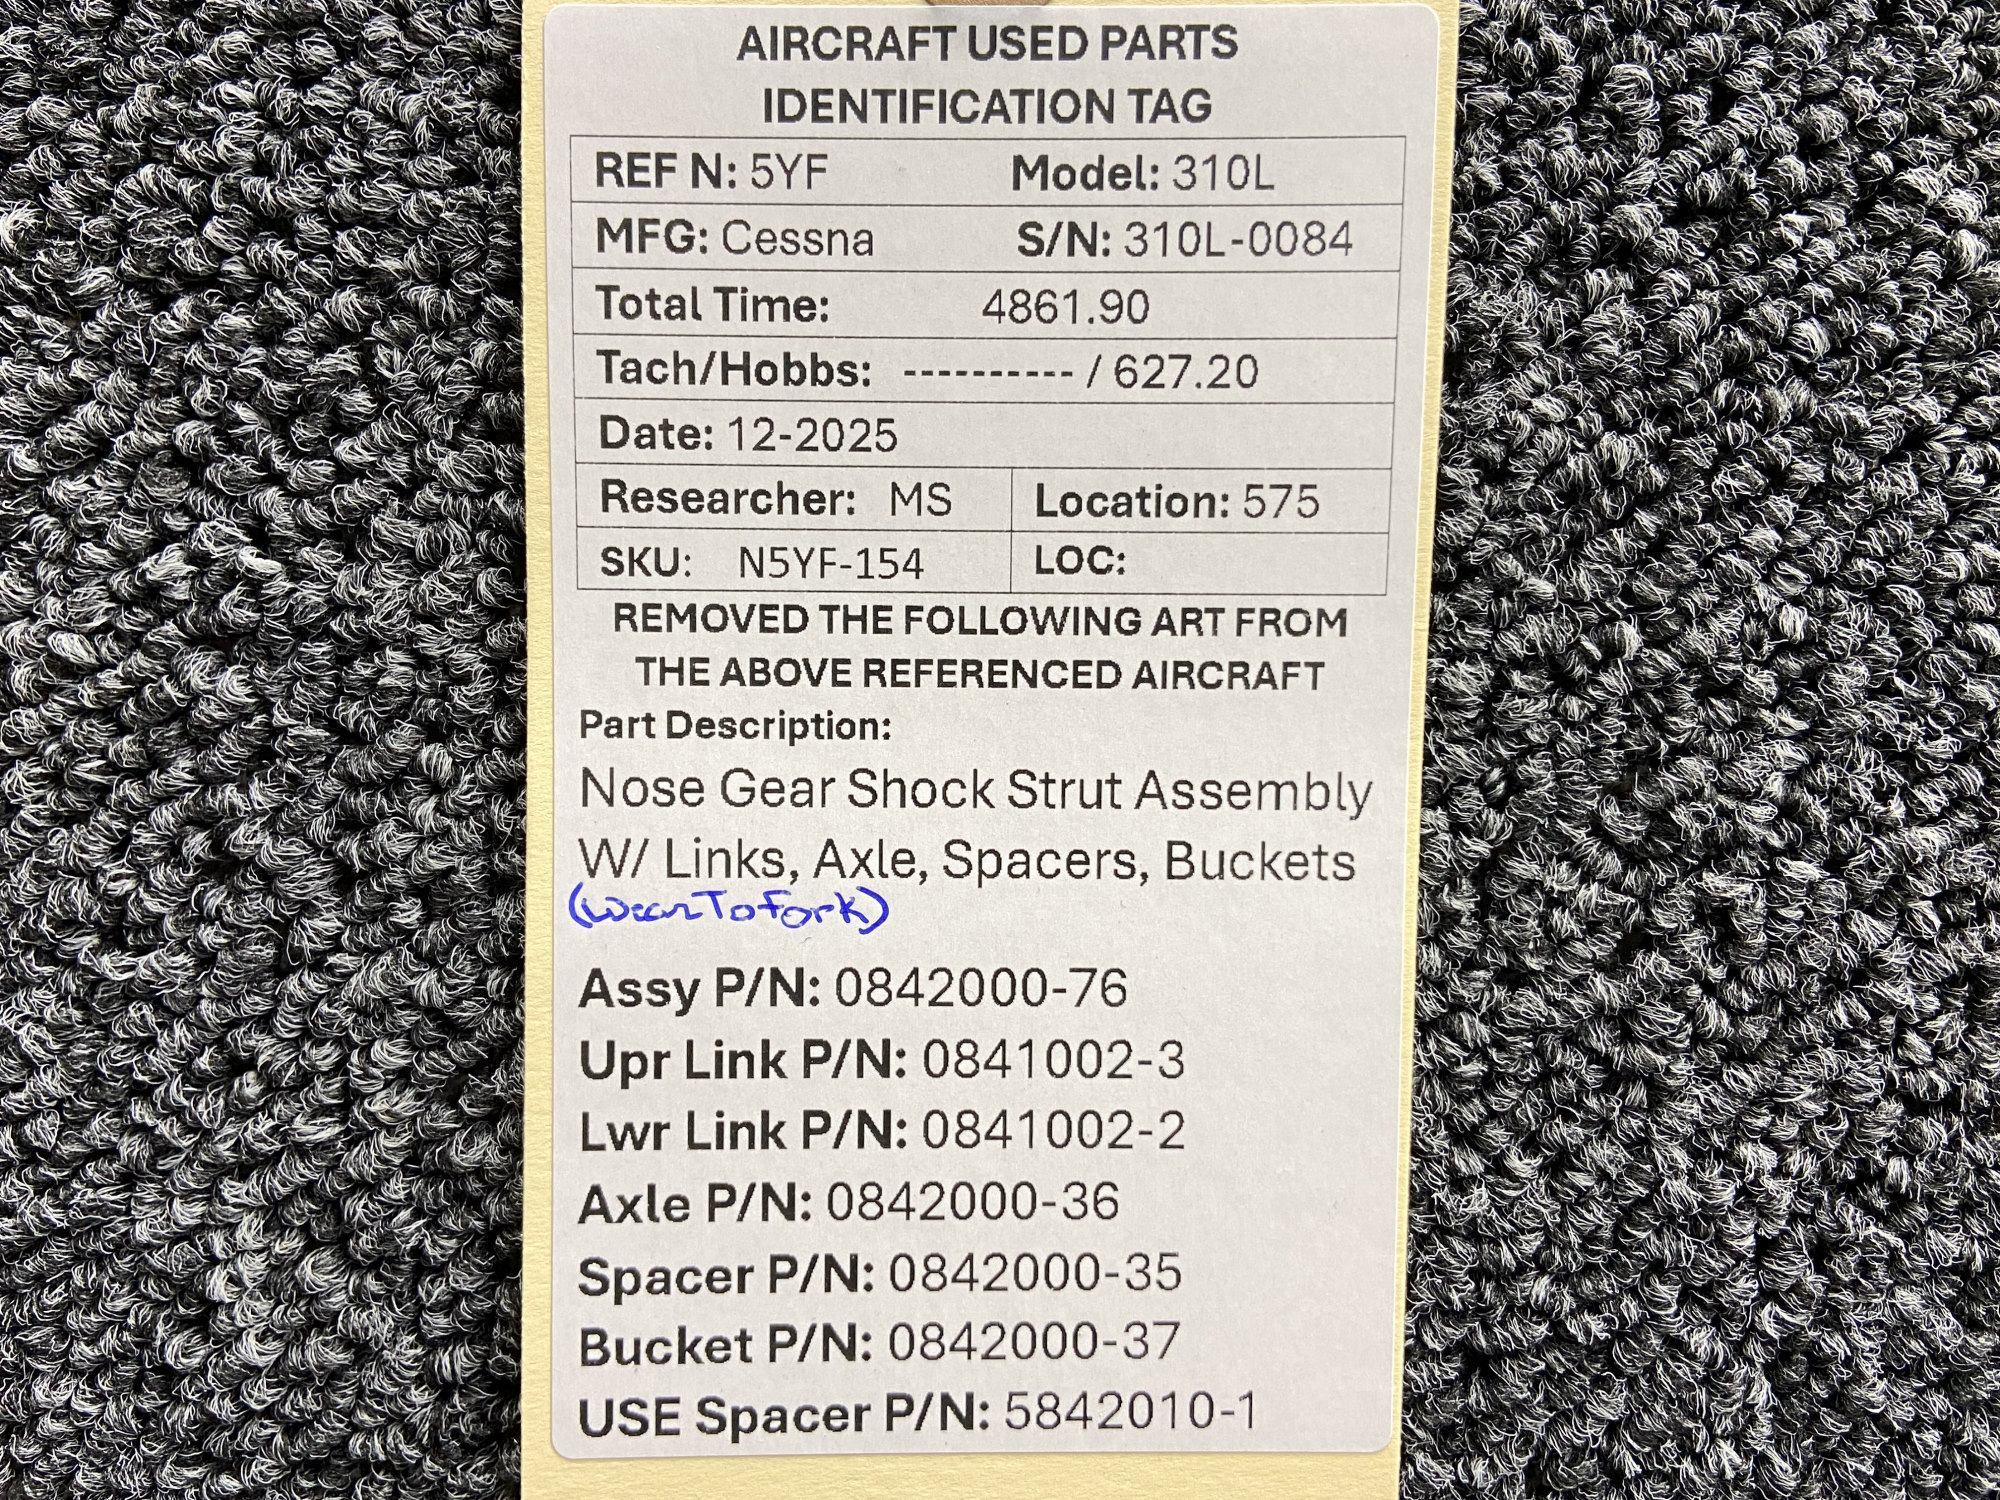 AIRCRAFT USED PARTS
IDENTIFICATION TAG
REF N: 5YF Model: 310L
MFG: Cessna S/N: 310L-0084
Total Time: 4861.90
Tach/Hobbs: ---------- / 627.20
Date: 12-2025
Researcher: MS Location: 575
SKU: N5YF-154 LOC:
REMOVED THE FOLLOWING ART FROM
THE ABOVE REFERENCED AIRCRAFT
Part Description:
Nose Gear Shock Strut Assembly
W/ Links, Axle, Spacers, Buckets
(Wear To Fork)
Assy P/N: 0842000-76
Upr Link P/N: 0841002-3
Lwr Link P/N: 0841002-2
Axle P/N: 0842000-36
Spacer P/N: 0842000-35
Bucket P/N: 0842000-37
USE Spacer P/N: 5842010-1